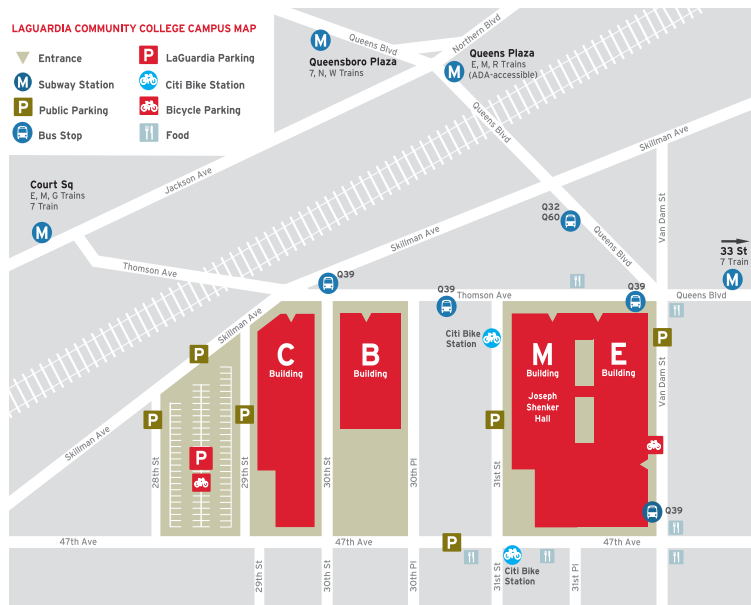 LAGUARDIA COMMUNITY COLLEGE CAMPUS MAP
Entrance
P LaGuardia Parking
M Subway Station
Citi Bike Station
P Public Parking
Bicycle Parking
Bus Stop
Food
M
Queensboro Plaza
7, N, W Trains
Queens Blvd
Northern Blvd
Queens Plaza
E, M, R Trains
(ADA-accessible)
M
Queens Blvd
Skillman Ave
Court Sq
E, M, G Trains
7 Train
M
Jackson Ave
Q32
Q60
Queens Blvd
Van Dam St
Skillman Ave
33 St
7 Train
M
Thomson Ave
Q39
Q39
Thomson Ave
Q39
Queens Blvd
Skillman Ave
Citi Bike
Station
P
P
C
Building
B
Building
M
Building
E
Building
Joseph
Shenker
Hall
Van Dam St
P
P
P
Skillman Ave
P
28th St
29th St
30th St
30th Pl
31st St
Q39
47th Ave
47th Ave
P
47th Ave
Citi Bike
Station
29th St
30th St
30th Pl
31st St
31st Pl